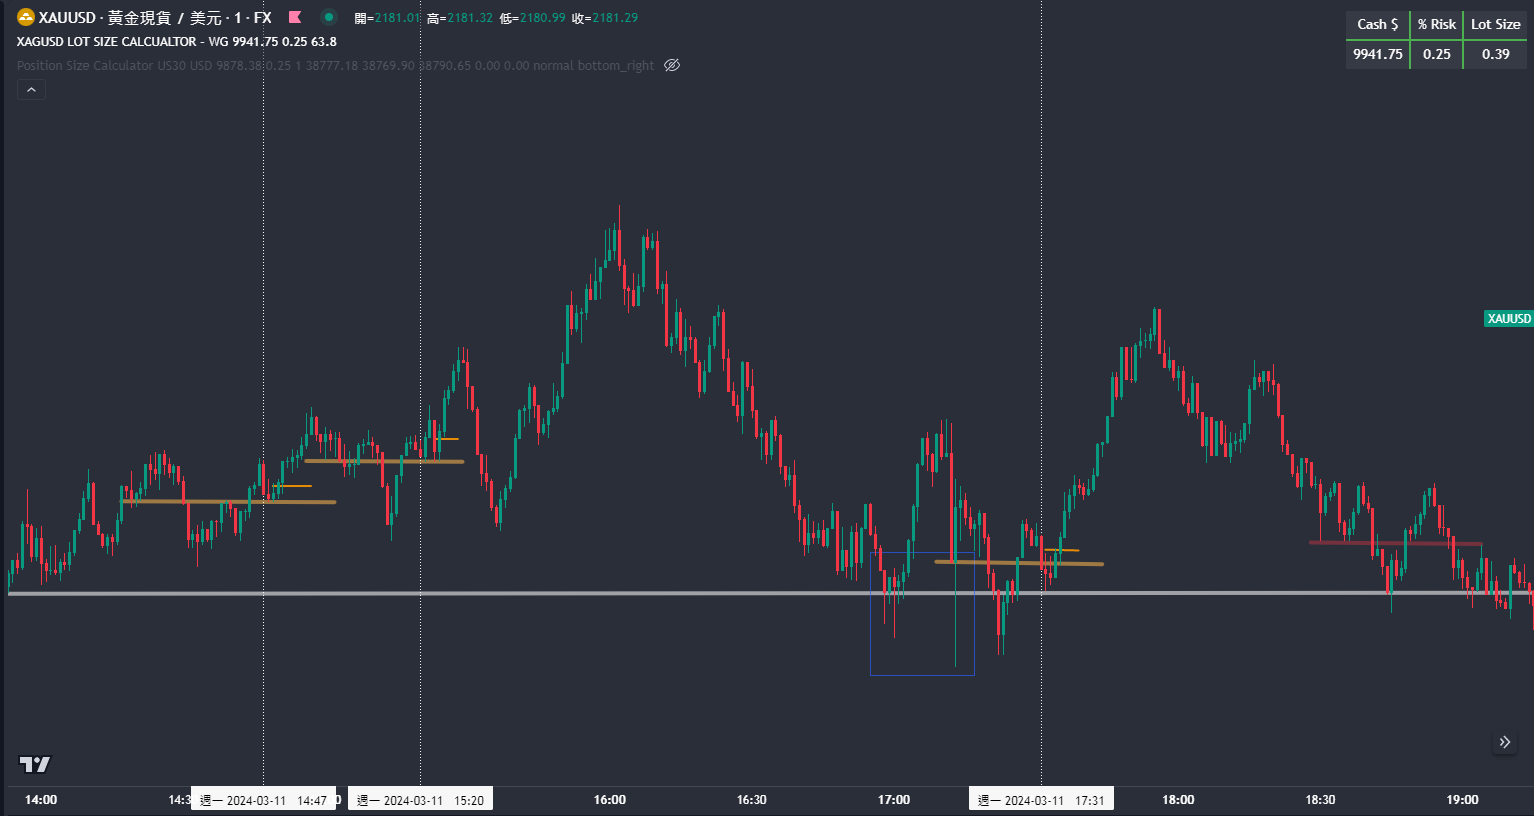 XAUUSD · 黃金現貨 / 美元 · 1 · FX 開=2181.01 高=2181.32 低=2180.99 收=2181.29
XAGUSD LOT SIZE CALCUALTOR - WG 9941.75 0.25 63.8
Position Size Calculator US30 USD 9878.38 0.25 1 38777.18 38769.90 38790.65 0.00 0.00 normal bottom_right
Cash $ % Risk Lot Size
9941.75 0.25 0.39
XAUUSD
14:00 週一 2024-03-11 14:47 週一 2024-03-11 15:20 16:00 16:30 17:00 週一 2024-03-11 17:31 18:00 18:30 19:00